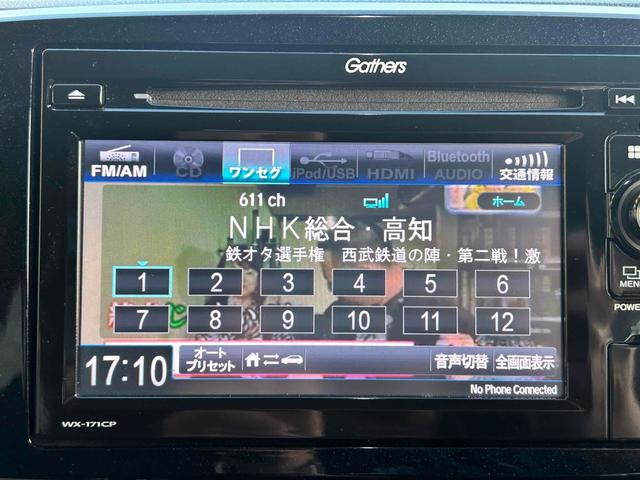 Gathers
FM/AM CD ワンセグ iPod/USB HDMI Bluetooth AUDIO 交通情報
611 ch ホーム
NHK総合・高知
鉄オタ選手権 西武鉄道の陣・第二戦！激
1 2 3 4 5 6
7 8 9 10 11 12
17:10 オートプリセット 音声切替 全画面表示
No Phone Connected
WX-171CP
MENU
POWE